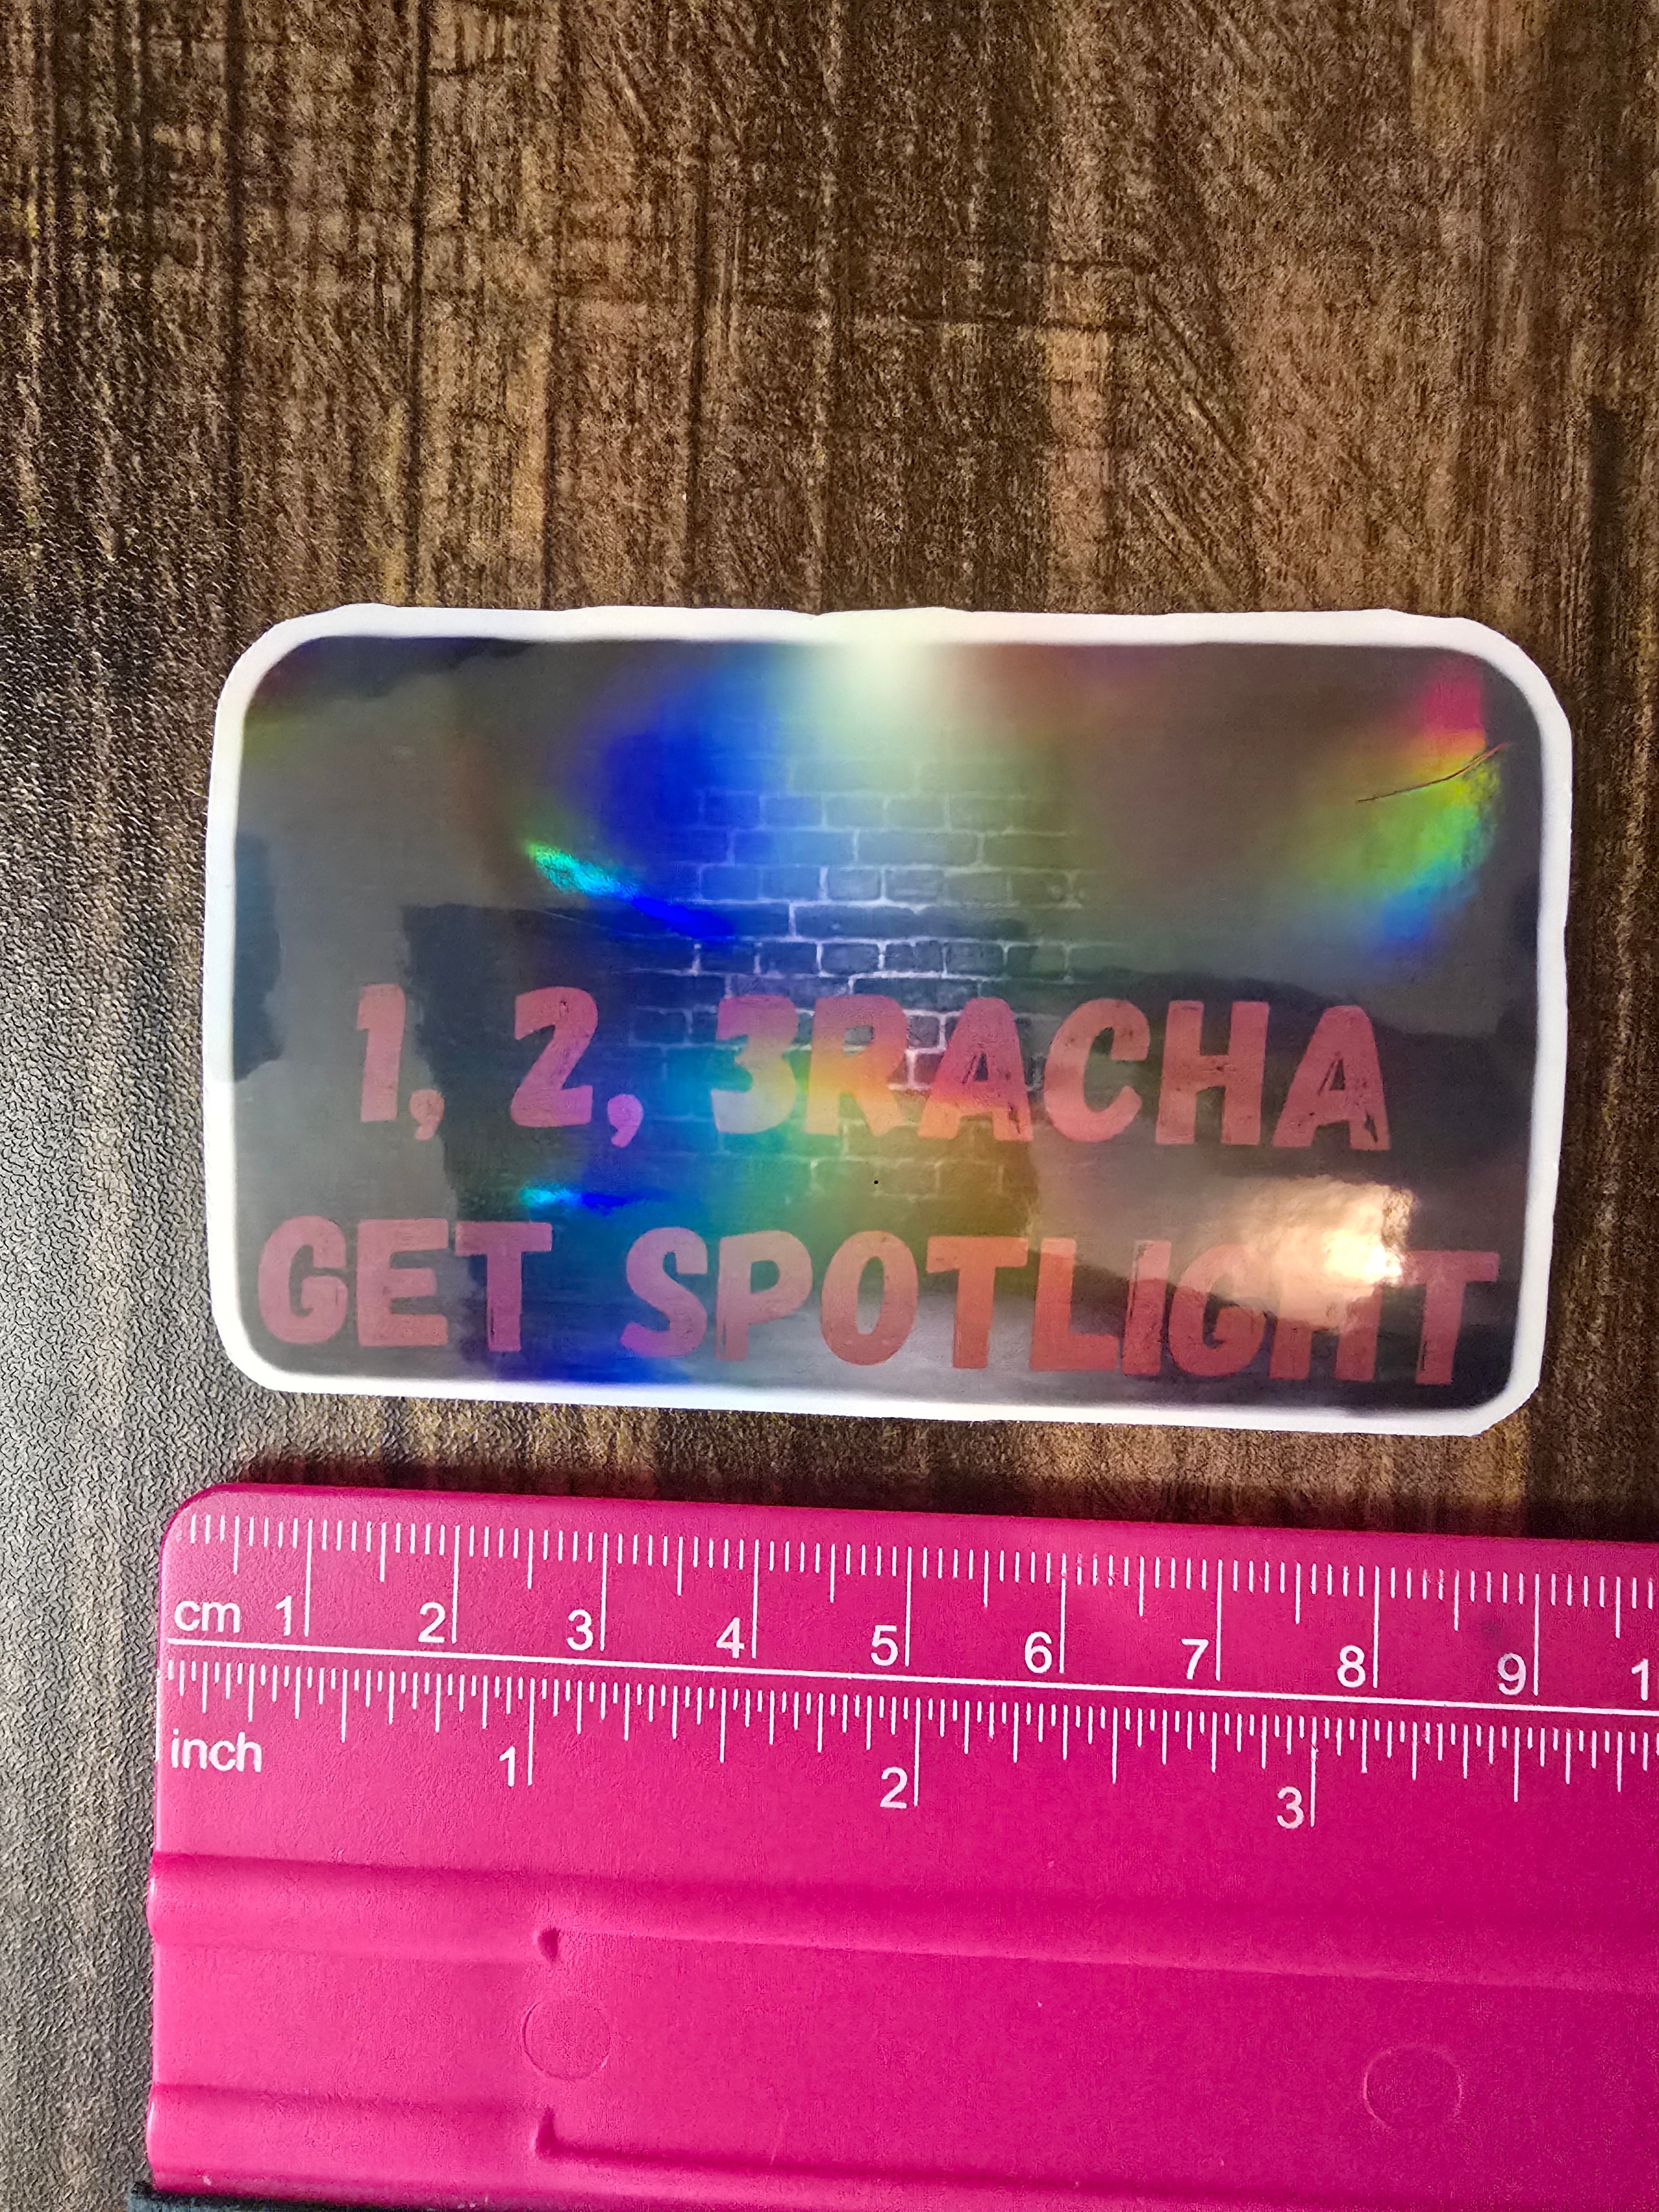 1, 2, 3RACHA
GET SPOTLIGHT
cm 1 2 3 4 5 6 7 8 9 1
inch 1 2 3